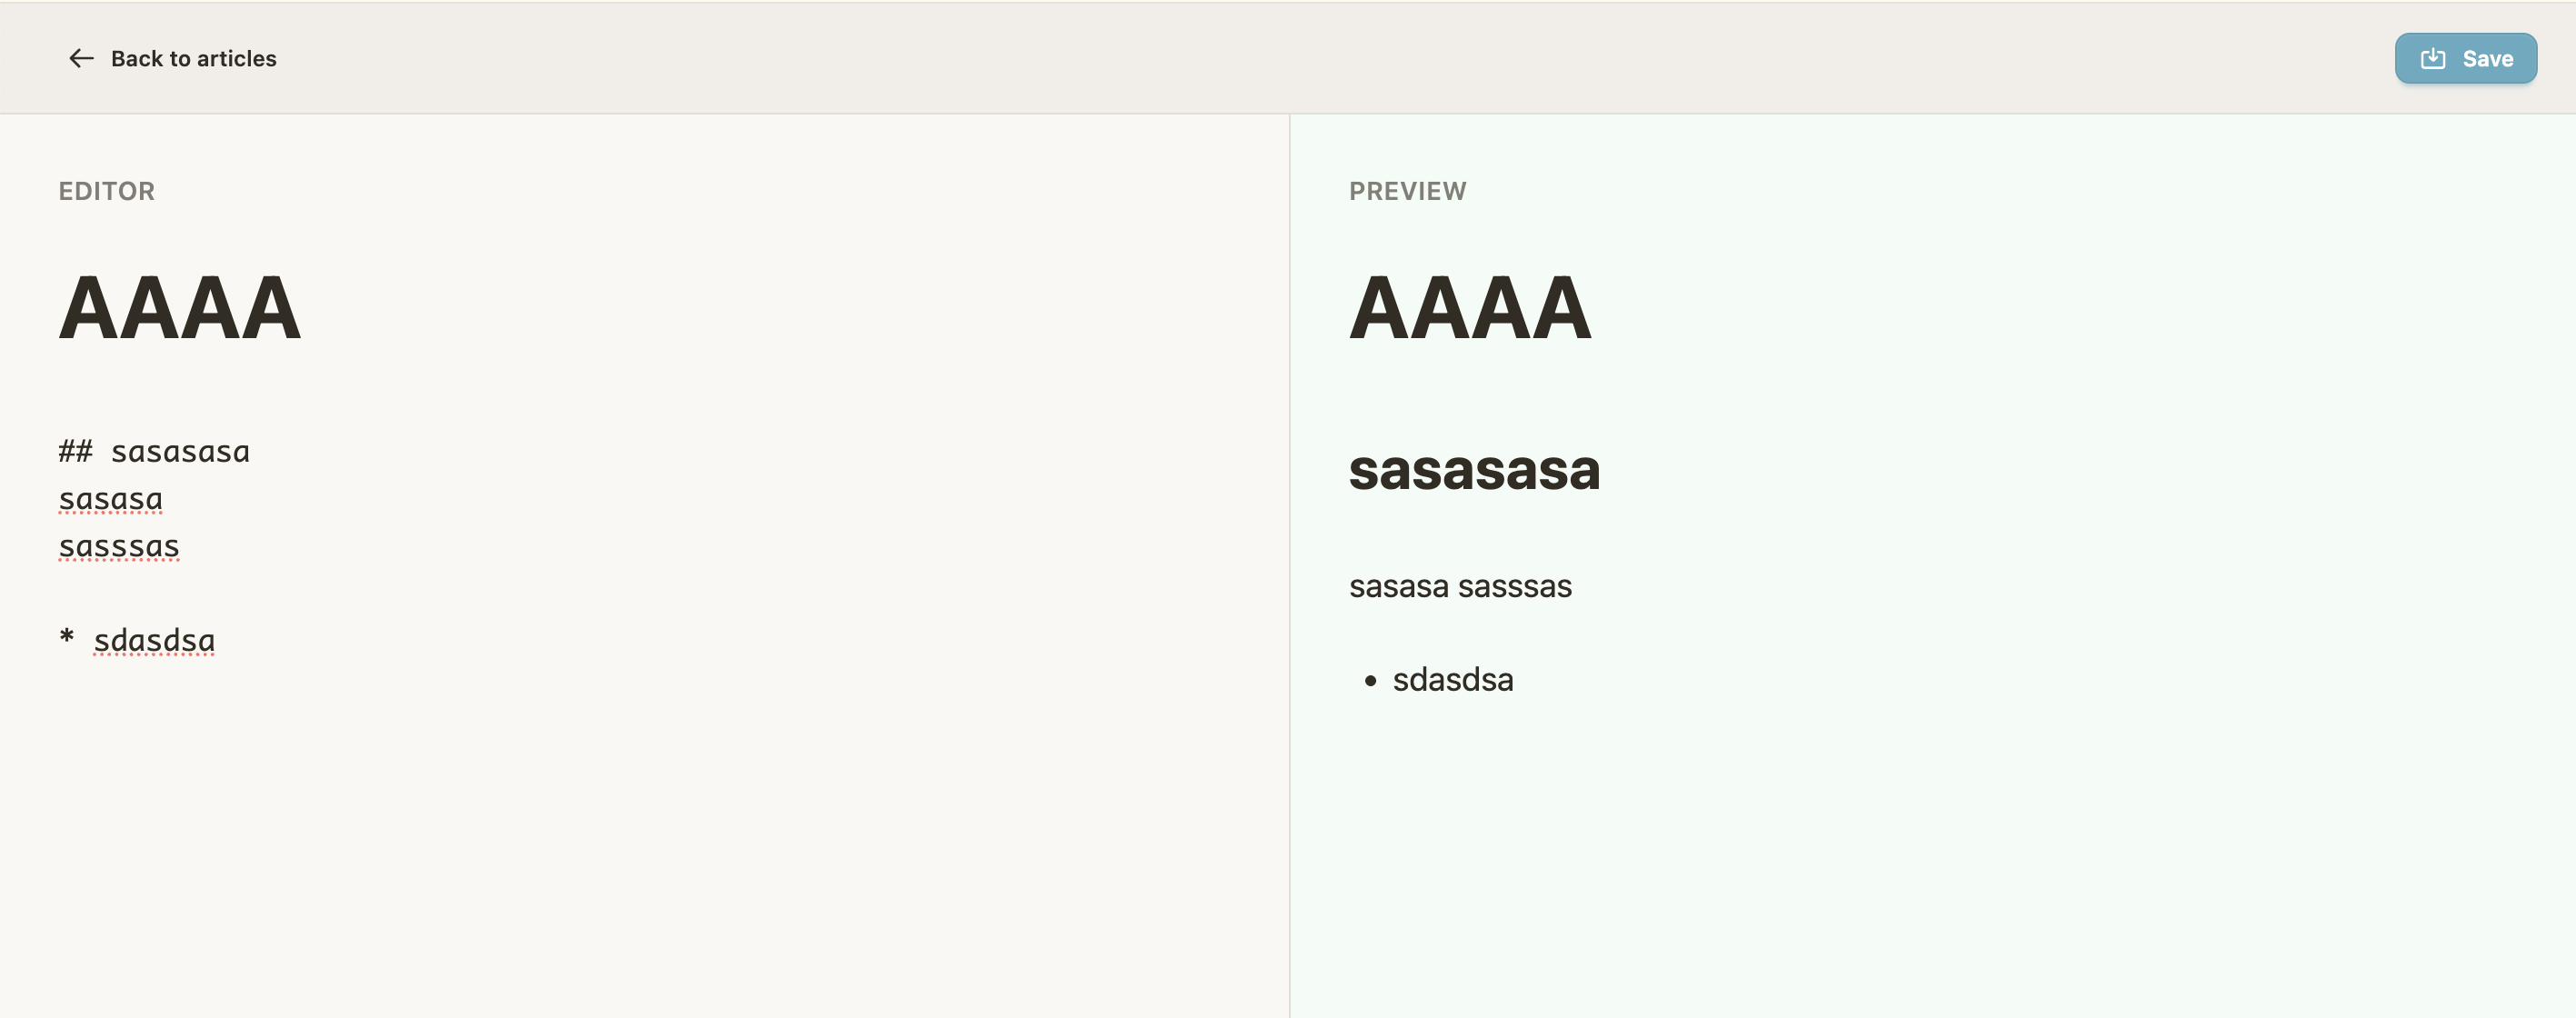 Back to articles
Save
EDITOR
AAAA
## sasasasa
sasasa
sasssas
* sdasdsa
PREVIEW
AAAA
sasasasa
sasasa sasssas
• sdasdsa